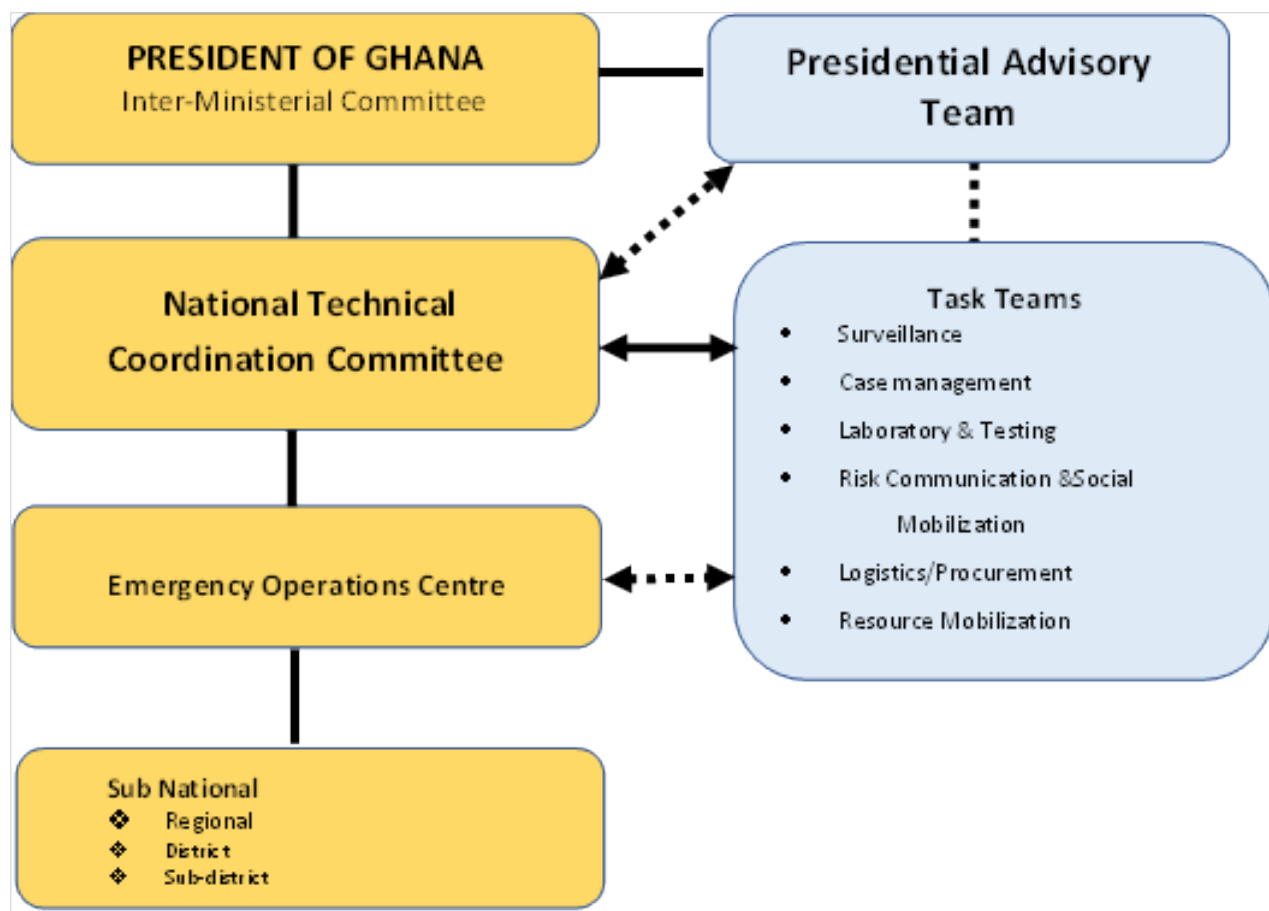 PRESIDENT OF GHANA
Inter-Ministerial Committee
Presidential Advisory
Team
National Technical
Coordination Committee
Task Teams
Surveillance
Case management
Laboratory & Testing
Risk Communication &Social
Mobilization
Logistics/Procurement
Resource Mobilization
Emergency Operations Centre
Sub National
Regional
District
Sub-district